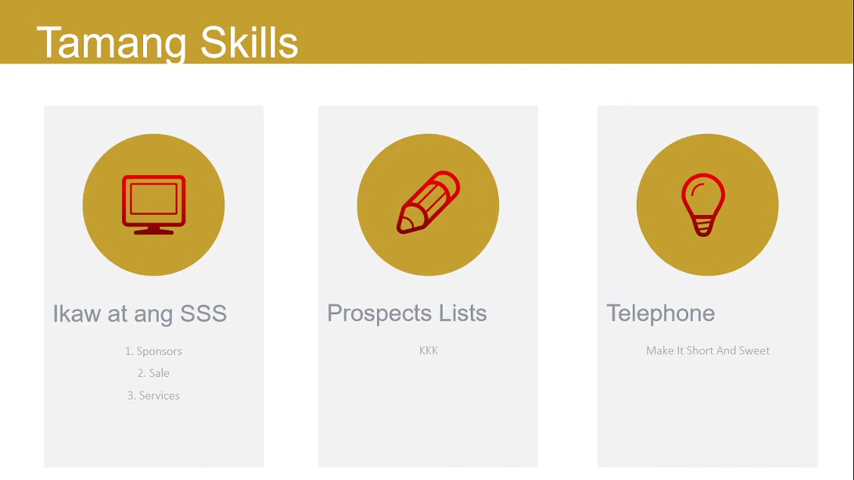 Tamang Skills
Ikaw at ang SSS
1. Sponsors
2. Sale
3. Services
Prospects Lists
KKK
Telephone
Make It Short And Sweet